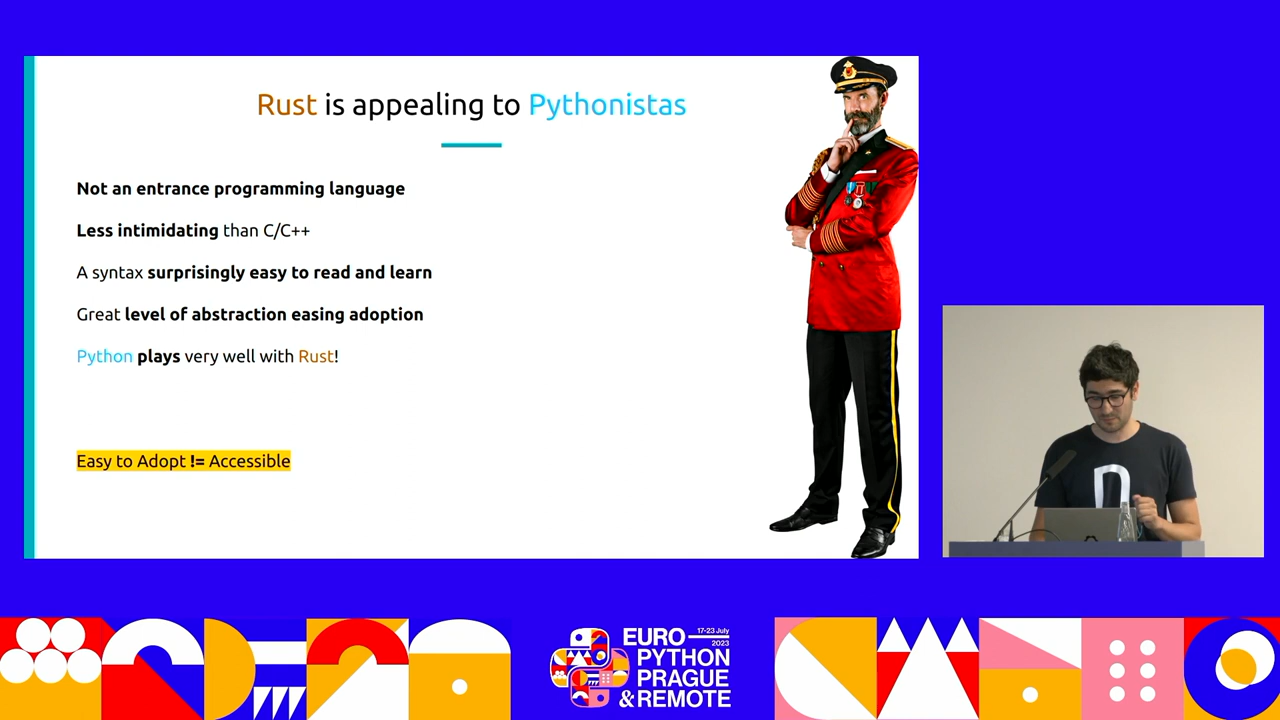 Rust is appealing to Pythonistas
Not an entrance programming language
Less intimidating than C/C++
A syntax surprisingly easy to read and learn
Great level of abstraction easing adoption
Python plays very well with Rust!
Easy to Adopt != Accessible
n
EURO 17-23 July 2023
PYTHON
PRAGUE
& REMOTE